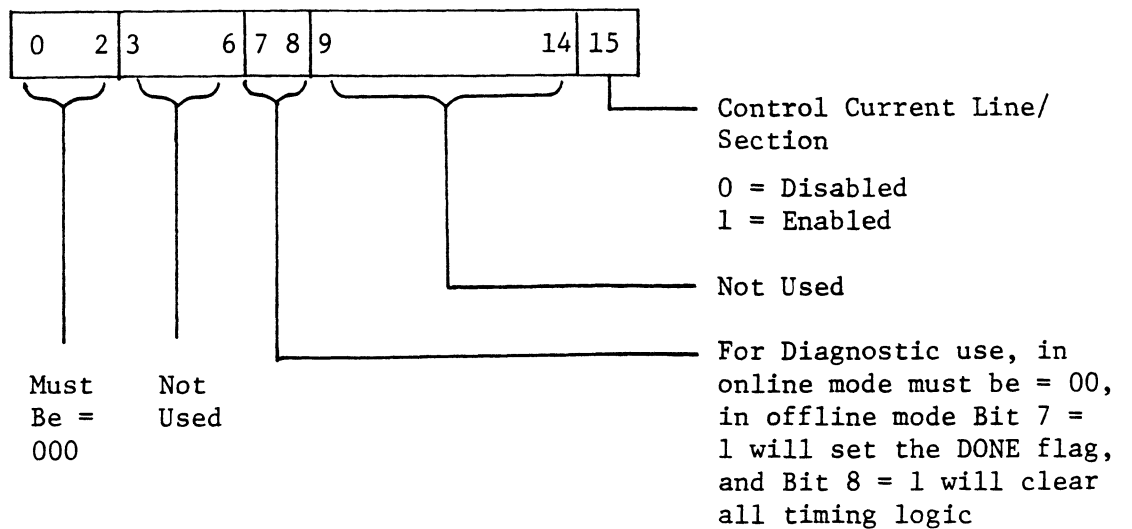 0 2 3 6 7 8 9 14 15
Control Current Line/
Section
0 = Disabled
1 = Enabled
Not Used
For Diagnostic use, in
online mode must be = 00,
in offline mode Bit 7 =
1 will set the DONE flag,
and Bit 8 = 1 will clear
all timing logic
Must
Be =
000
Not
Used